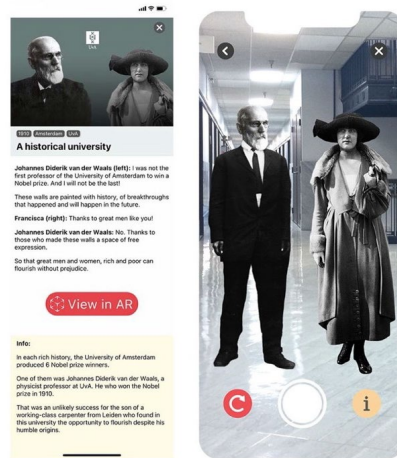 UvA
1910 Amsterdam UvA
A historical university
Johannes Diderik van der Waals (left): I was not the
first professor of the University of Amsterdam to win a
Nobel prize. And I will not be the last!
These walls are painted with history, of breakthroughs
that happened and will happen in the future.
Francisca (right): Thanks to great men like you!
Johannes Diderik van der Waals: No. Thanks to
those who made these walls a space of free
expression.
So that great men and women, rich and poor can
flourish without prejudice.
View in AR
Info:
In each rich history, the University of Amsterdam
produced 6 Nobel prize winners.
One of them was Johannes Diderik van der Waals, a
physicist professor at UvA. He who won the Nobel
prize in 1910.
That was an unlikely success for the son of a
working-class carpenter from Leiden who found in
this university the opportunity to flourish despite his
humble origins.
i